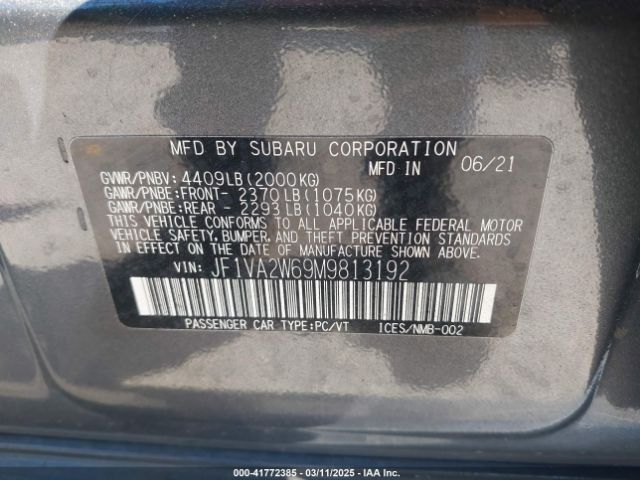 MFD BY SUBARU CORPORATION
MFD IN 06/21
GVWR/PNBV: 4409LB(2000KG)
GAWR/PNBE:FRONT- 2370LB(1075KG)
GAWR/PNBE:REAR - 2293LB(1040KG)
THIS VEHICLE CONFORMS TO ALL APPLICABLE FEDERAL MOTOR
VEHICLE SAFETY, BUMPER, AND THEFT PREVENTION STANDARDS
IN EFFECT ON THE DATE OF MANUFACTURE SHOWN ABOVE.
VIN: JF1VA2W69M9813192
PASSENGER CAR TYPE:PC/VT ICES/NMB-002
000-41772385 - 03/11/2025 - IAA Inc.